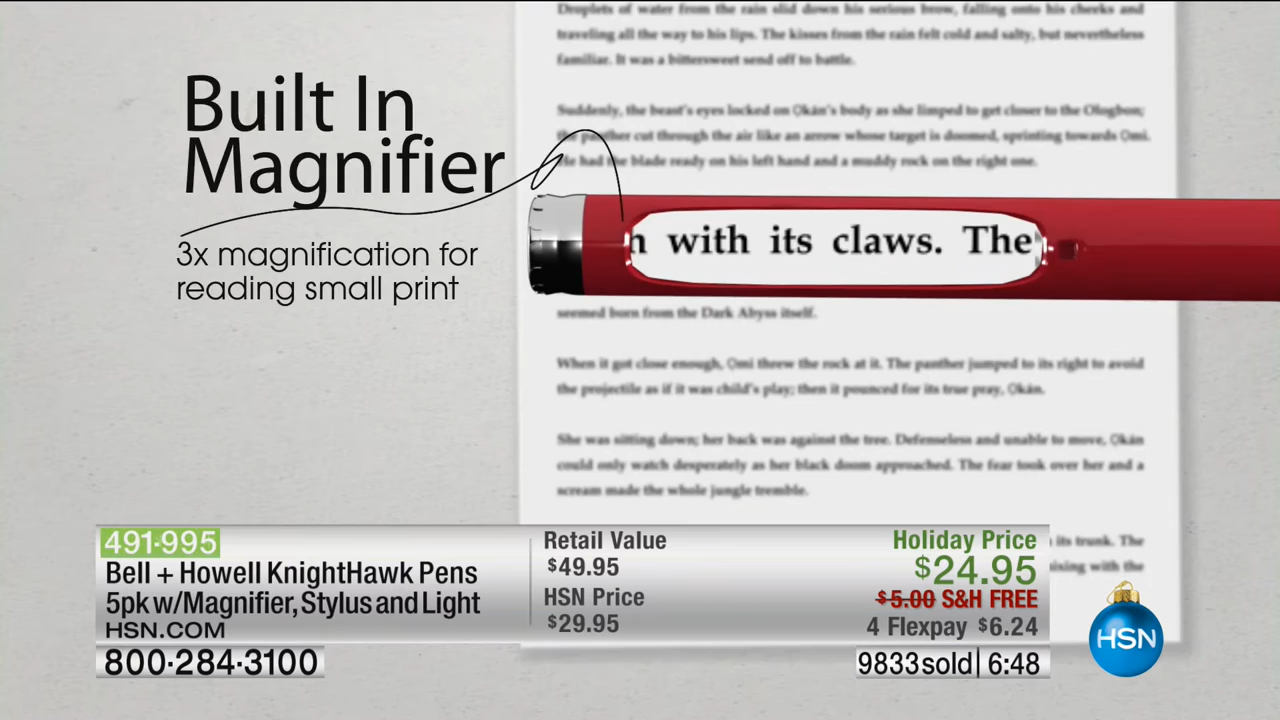 Droplets of water from the rain slid down his serious brow, falling onto his cheeks and
traveling all the way to his lips. The kisses from the rain felt cold and salty, but nevertheless
familiar. It was a bittersweet send off to battle.
Built In
Magnifier
Suddenly, the beast's eyes locked on Ọkán's body as she limped to get closer to the Ologbon;
the panther cut through the air like an arrow whose target is doomed, sprinting towards Ọmi.
He had the blade ready on his left hand and a muddy rock on the right one.
with its claws. The
3x magnification for
reading small print
seemed born from the Dark Abyss itself.
When it got close enough, Ọmi threw the rock at it. The panther jumped to its right to avoid
the projectile as if it was child's play; then it pounced for its true pray, Ọkán.
She was sitting down; her back was against the tree. Defenseless and unable to move, Ọkán
could only watch desperately as her black doom approached. The fear took over her and a
scream made the whole jungle tremble.
its trunk. The
with the
491-995
Bell + Howell KnightHawk Pens
5pk w/Magnifier, Stylus and Light
HSN.COM
800-284-3100
Retail Value
$49.95
HSN Price
$29.95
Holiday Price
$24.95
$5.00 S&H FREE
4 Flexpay $6.24
9833 sold | 6:48
HSN